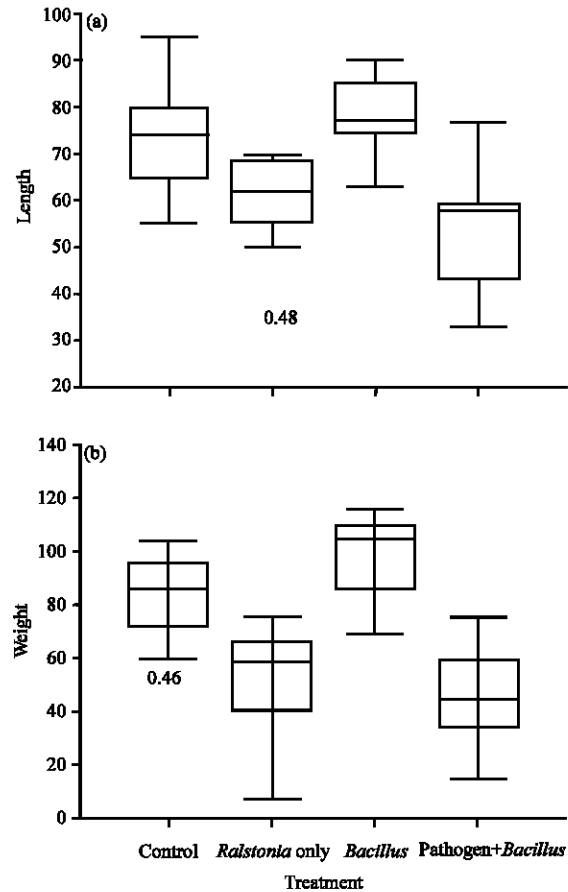 (a)
100
90
80
70
60
50
40
30
20
Length
0.48
(b)
140
120
100
80
60
40
20
0
Weight
0.46
Control
Ralstonia only
Bacillus
Pathogen+Bacillus
Treatment